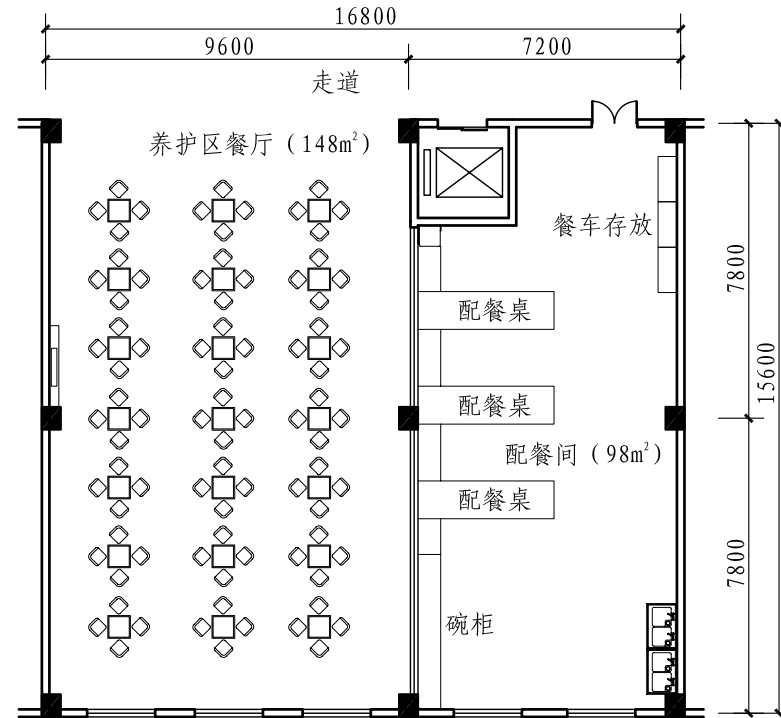 16800
9600
7200
走道
养护区餐厅（148m²）
餐车存放
配餐桌
7800
配餐桌
15600
配餐间（98m²）
配餐桌
7800
碗柜